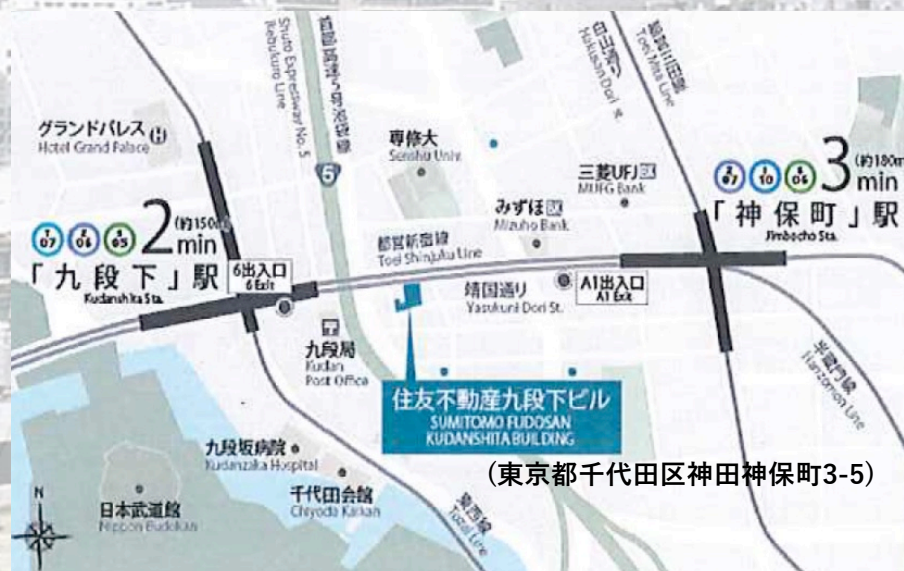 グランドパレス
Hotel Grand Palace
首都高速5号池袋線
Shuto Expressway No. 5
Ikebukuro Line
5
専修大
Senshu Univ.
白山通り
Hakusan Dori St.
都営三田線
Toei Mita Line
三菱UFJ
MUFG Bank
みずほ
Mizuho Bank
2
(約150m)
min
「九段下」駅
Kudanshita Sta.
6出入口
6 Exit
都営新宿線
Toei Shinjuku Line
靖国通り
Yasukuni Dori St.
A1出入口
A1 Exit
3
(約180m)
min
「神保町」駅
Jimbocho Sta.
半蔵門線
Hanzomon Line
九段局
Kudan
Post Office
住友不動産九段下ビル
SUMITOMO FUDOSAN
KUDANSHITA BUILDING
(東京都千代田区神田神保町3-5)
九段坂病院
Kudanzaka Hospital
千代田会館
Chiyoda Kaikan
東西線
Tozai Line
日本武道館
Nippon Budokan
N